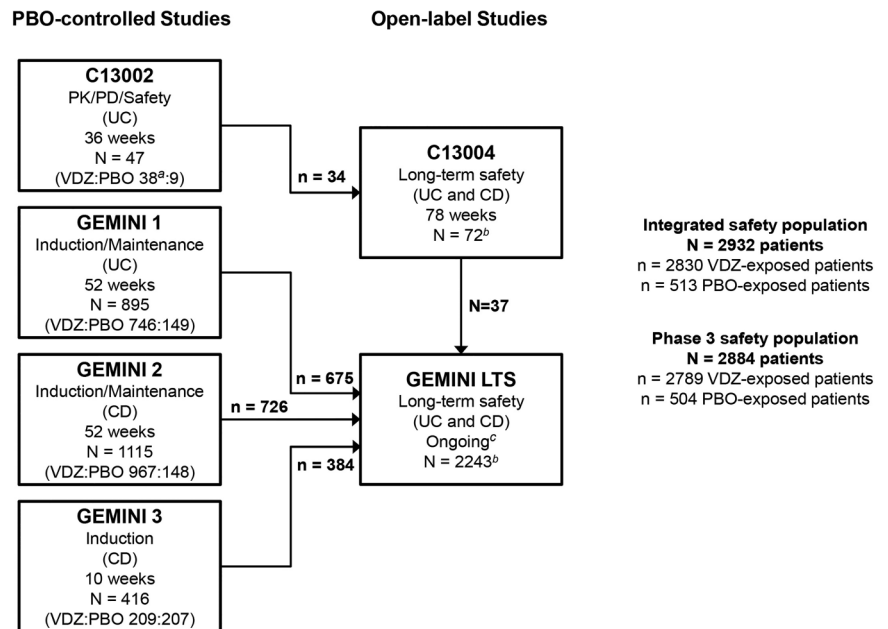 PBO-controlled Studies
Open-label Studies
C13002
PK/PD/Safety
(UC)
36 weeks
N = 47
(VDZ:PBO 38ᵃ:9)
n = 34
C13004
Long-term safety
(UC and CD)
78 weeks
N = 72ᵇ
GEMINI 1
Induction/Maintenance
(UC)
52 weeks
N = 895
(VDZ:PBO 746:149)
N=37
GEMINI 2
Induction/Maintenance
(CD)
52 weeks
N = 1115
(VDZ:PBO 967:148)
n = 675
n = 726
n = 384
GEMINI LTS
Long-term safety
(UC and CD)
Ongoingᶜ
N = 2243ᵇ
GEMINI 3
Induction
(CD)
10 weeks
N = 416
(VDZ:PBO 209:207)
Integrated safety population
N = 2932 patients
n = 2830 VDZ-exposed patients
n = 513 PBO-exposed patients
Phase 3 safety population
N = 2884 patients
n = 2789 VDZ-exposed patients
n = 504 PBO-exposed patients